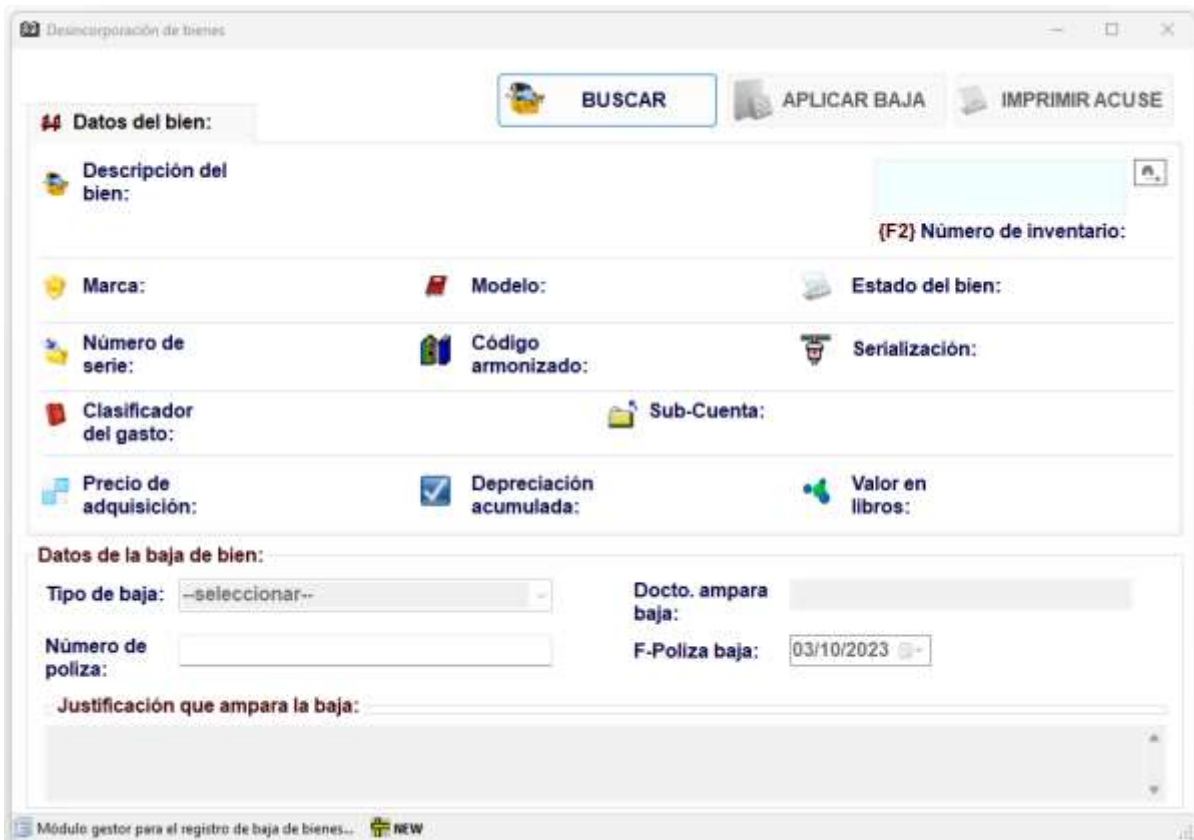 Desincorporación de bienes
BUSCAR
APLICAR BAJA
IMPRIMIR ACUSE
Datos del bien:
Descripción del
bien:
{F2} Número de inventario:
Marca:
Modelo:
Estado del bien:
Número de
serie:
Código
armonizado:
Serialización:
Clasificador
del gasto:
Sub-Cuenta:
Precio de
adquisición:
Depreciación
acumulada:
Valor en
libros:
Datos de la baja de bien:
Tipo de baja:
--seleccionar--
Docto. ampara
baja:
Número de
poliza:
F-Poliza baja:
03/10/2023
Justificación que ampara la baja:
Módulo gestor para el registro de baja de bienes...
NEW